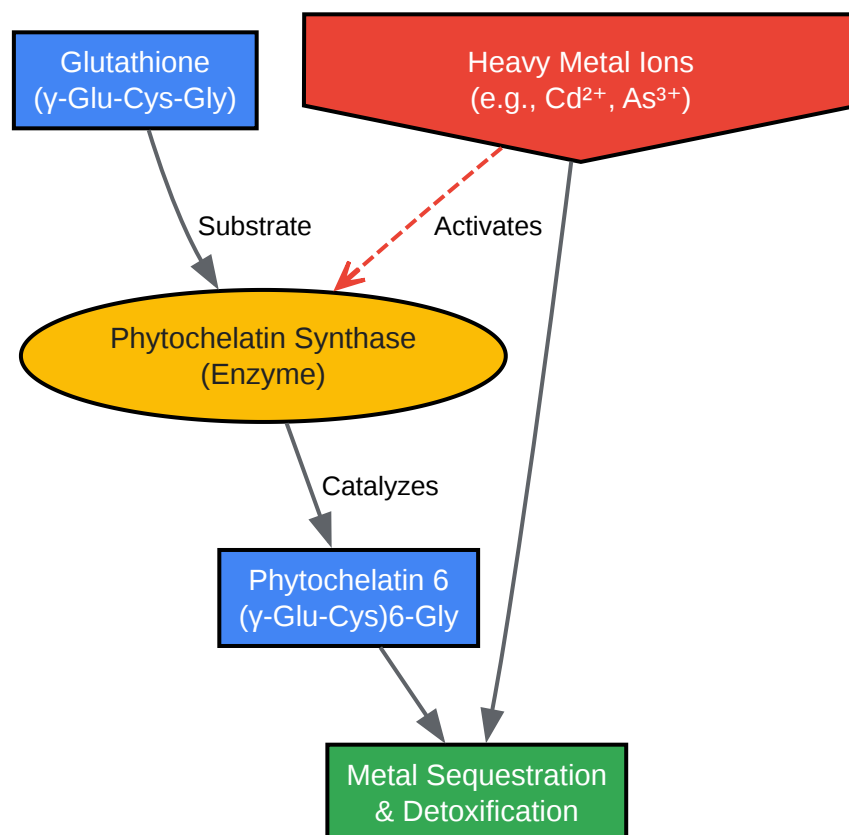 Glutathione
(γ-Glu-Cys-Gly)
Heavy Metal Ions
(e.g., Cd²⁺, As³⁺)
Substrate
Activates
Phytochelatin Synthase
(Enzyme)
Catalyzes
Phytochelatin 6
(γ-Glu-Cys)6-Gly
Metal Sequestration
& Detoxification